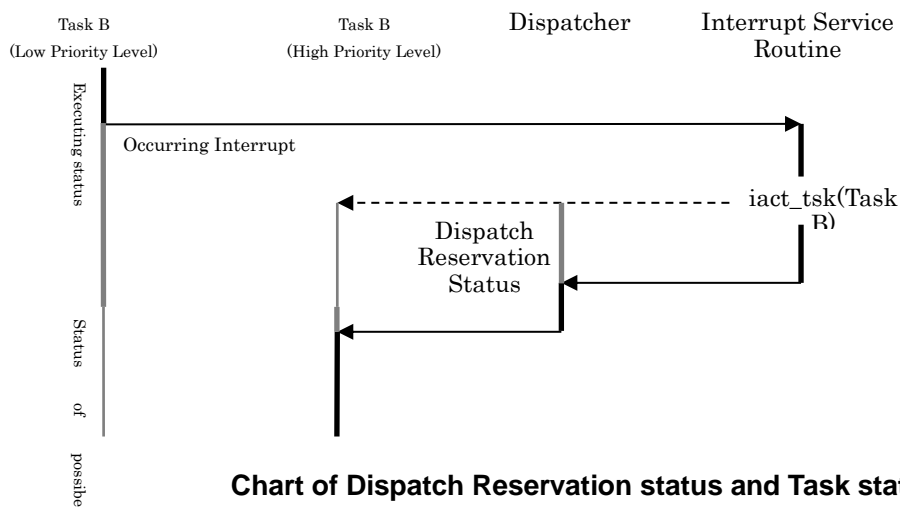 Task B
(Low Priority Level)
Task B
(High Priority Level)
Dispatcher
Interrupt Service
Routine
Executing status
Occurring Interrupt
iact_tsk(Task
B)
Dispatch
Reservation
Status
Status of possibe
Chart of Dispatch Reservation status and Task stat